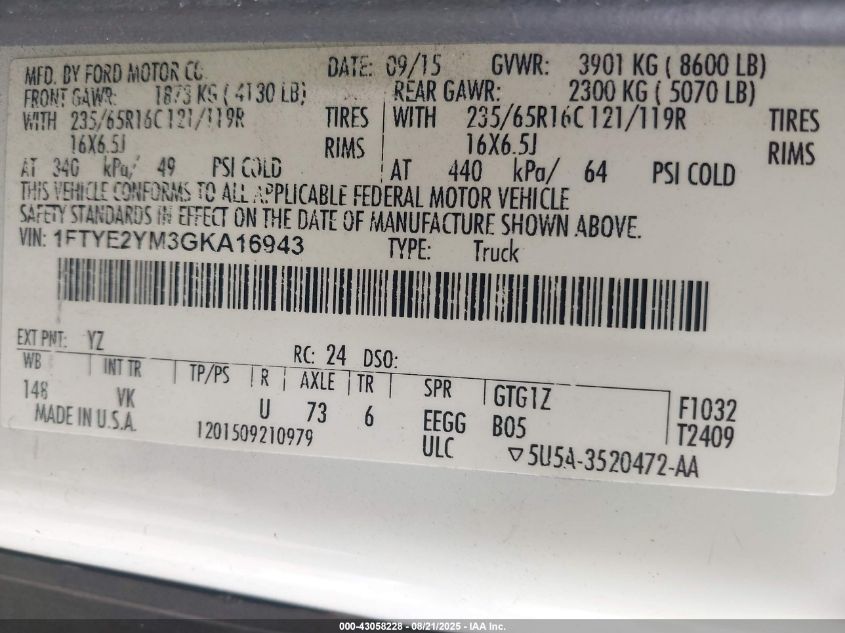 MFD. BY FORD MOTOR CO. DATE: 09/15 GVWR: 3901 KG ( 8600 LB)
FRONT GAWR: 1873 KG ( 4130 LB) REAR GAWR: 2300 KG ( 5070 LB)
WITH 235/65R16C 121/119R TIRES WITH 235/65R16C 121/119R TIRES
16X6.5J RIMS 16X6.5J RIMS
AT 340 kPa/ 49 PSI COLD AT 440 kPa/ 64 PSI COLD
THIS VEHICLE CONFORMS TO ALL APPLICABLE FEDERAL MOTOR VEHICLE
SAFETY STANDARDS IN EFFECT ON THE DATE OF MANUFACTURE SHOWN ABOVE.
VIN: 1FTYE2YM3GKA16943 TYPE: Truck
EXT PNT: YZ RC: 24 DSO:
WB INT TR TP/PS R AXLE TR SPR GTG1Z F1032
148 VK U 73 6 EEGG B05 T2409
MADE IN U.S.A. 1201509210979 ULC ▽5U5A-3520472-AA
000-43058228 - 08/21/2025 - IAA Inc.